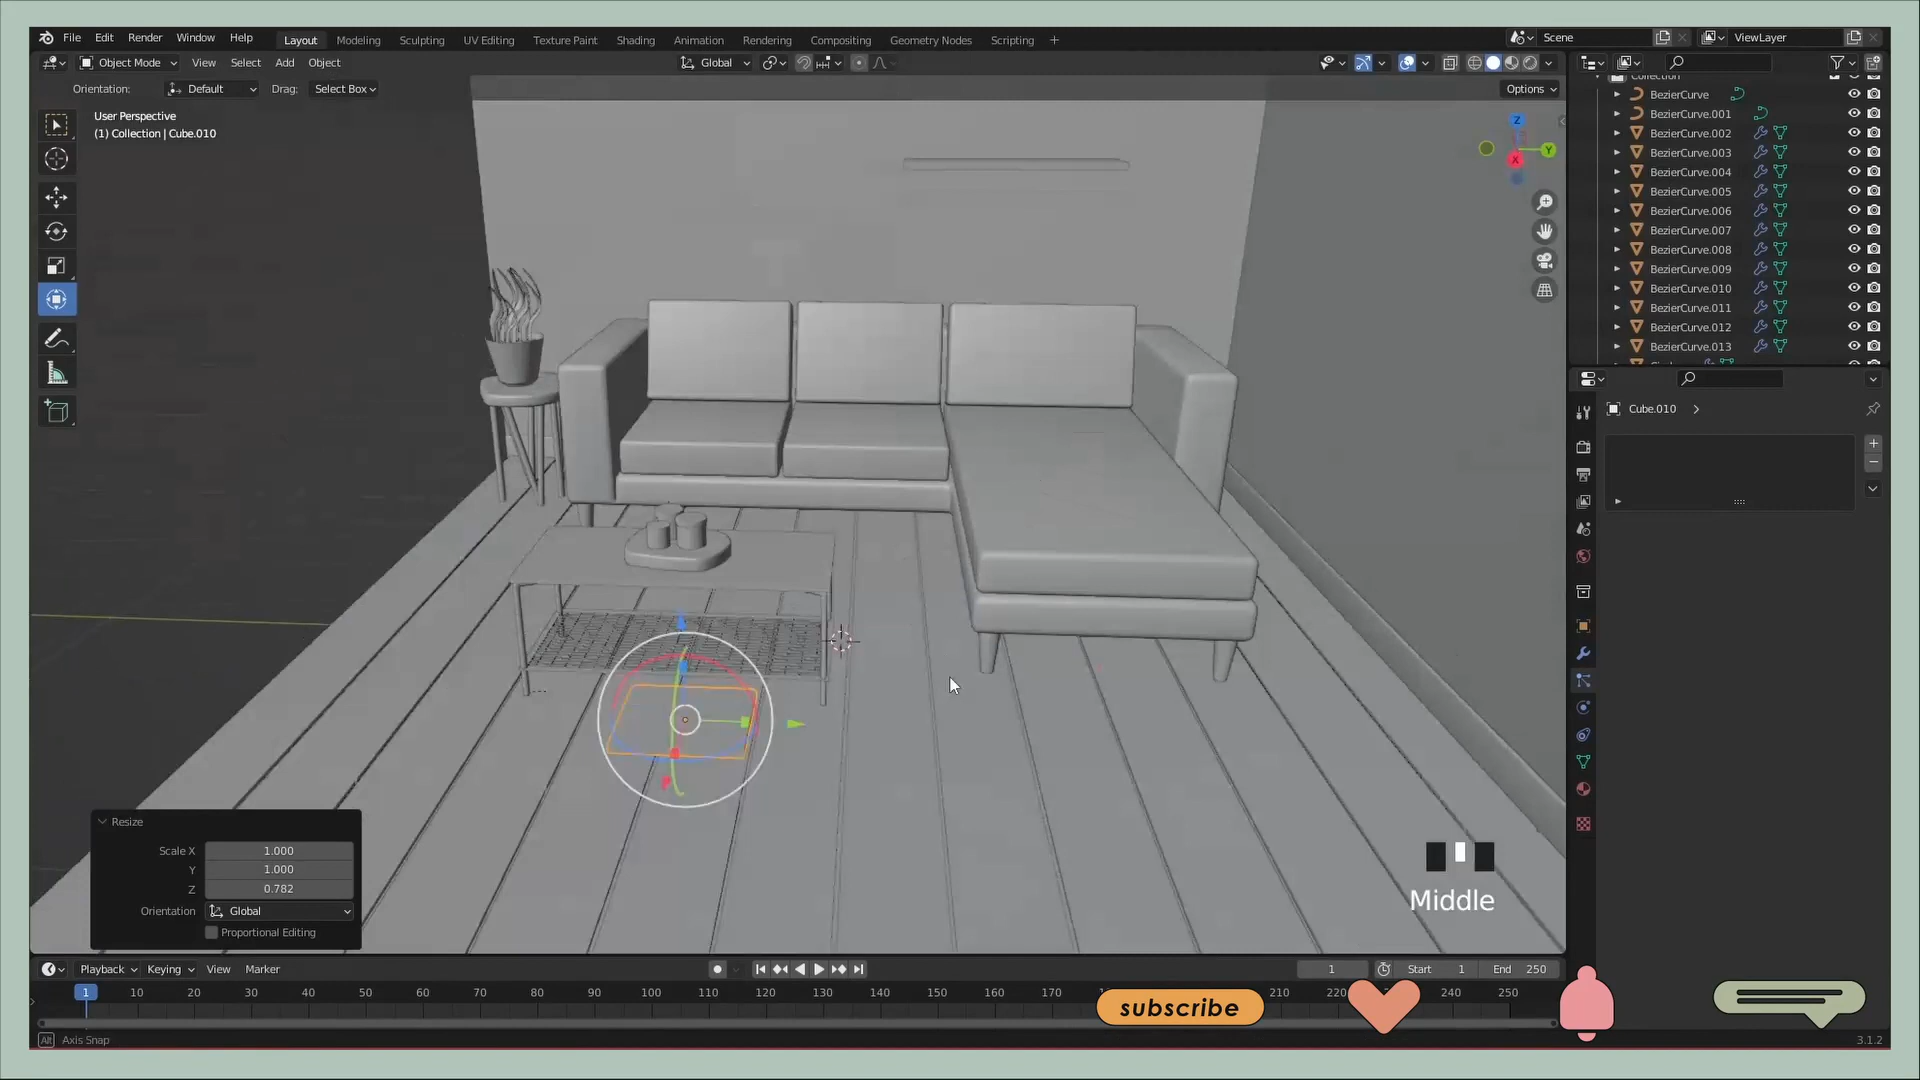 File Edit Render Window Help Layout Modeling Sculpting UV Editing Texture Paint Shading Animation Rendering Compositing Geometry Nodes Scripting + Scene ViewLayer
Object Mode View Select Add Object Global
Orientation: Default Drag: Select Box Options
User Perspective
(1) Collection | Cube.010
Z
Y
X
Collection
BezierCurve
BezierCurve.001
BezierCurve.002
BezierCurve.003
BezierCurve.004
BezierCurve.005
BezierCurve.006
BezierCurve.007
BezierCurve.008
BezierCurve.009
BezierCurve.010
BezierCurve.011
BezierCurve.012
BezierCurve.013
Cube.010
Resize
Scale X 1.000
Y 1.000
Z 0.782
Orientation Global
Proportional Editing
Middle
Playback Keying View Marker 1 Start 1 End 250
1 10 20 30 40 50 60 70 80 90 100 110 120 130 140 150 160 170 210 220 240 250
subscribe
Alt Axis Snap 3.1.2